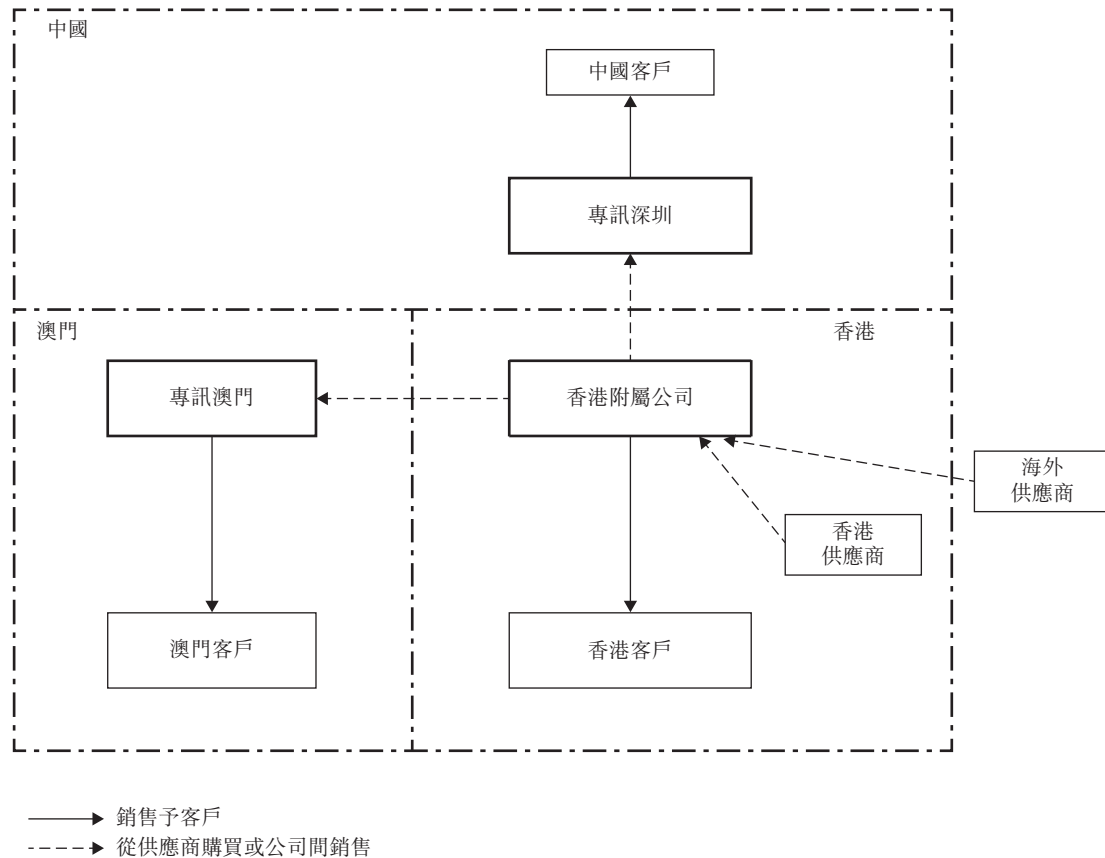 中國
中國客戶
專訊深圳
澳門
香港
專訊澳門
香港附屬公司
海外
供應商
香港
供應商
澳門客戶
香港客戶
銷售予客戶
從供應商購買或公司間銷售